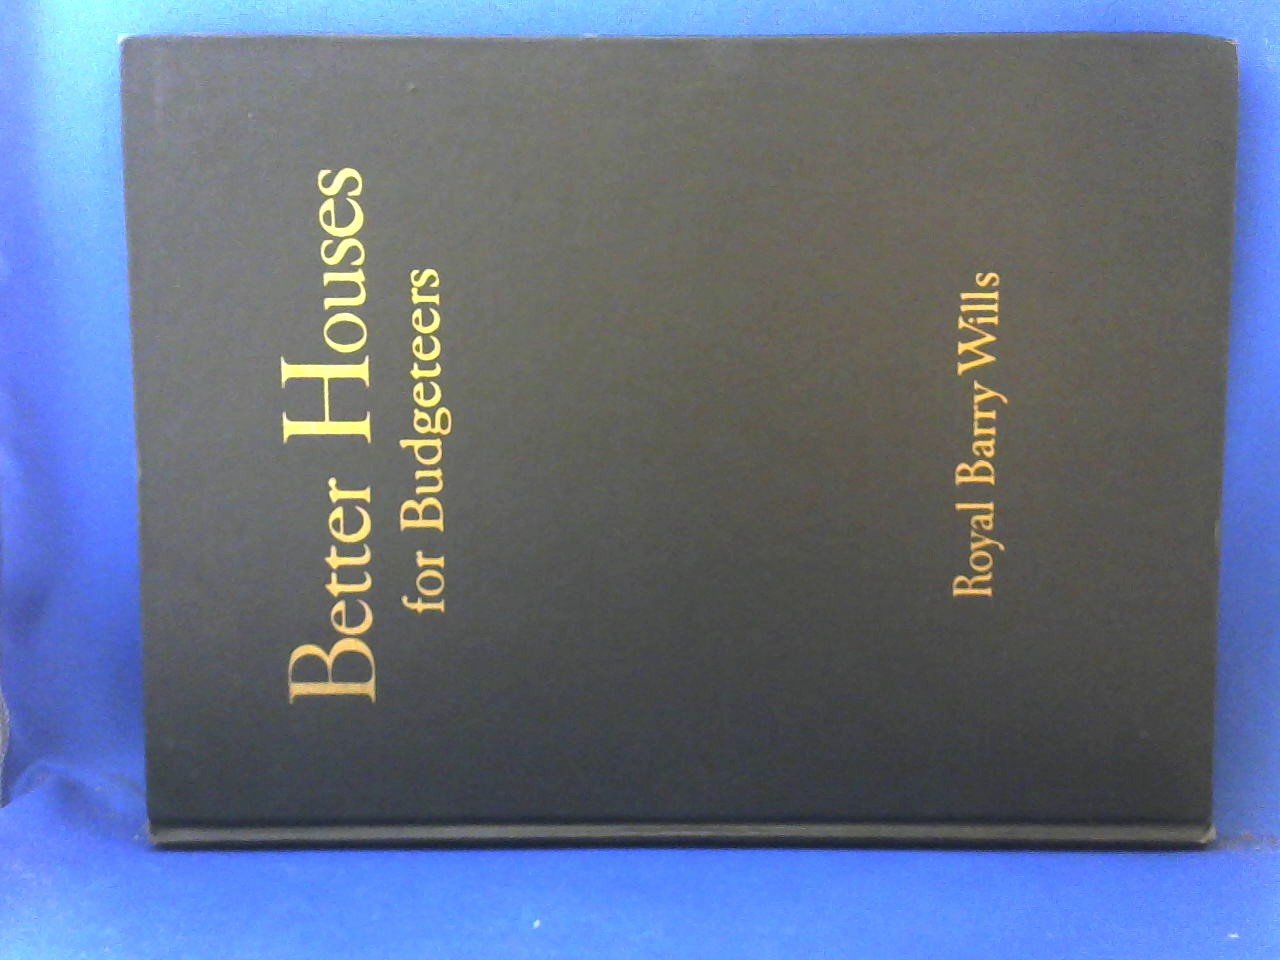 Better Houses
for Budgeteers
Royal Barry Wills